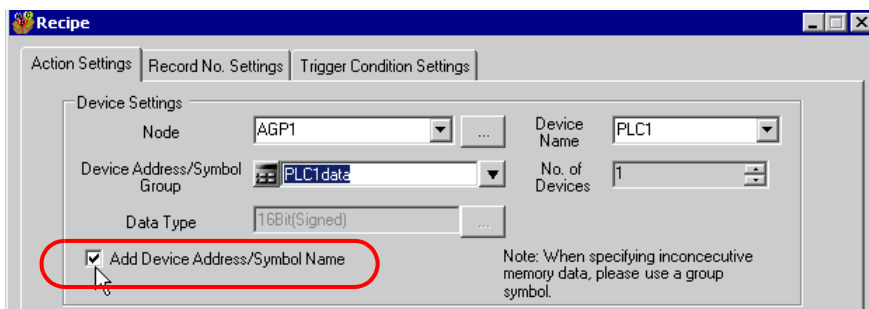 Recipe
Action Settings Record No. Settings Trigger Condition Settings
Device Settings
Node AGP1 ... Device Name PLC1
Device Address/Symbol Group PLC1data No. of Devices 1
Data Type 16Bit(Signed) ...
Add Device Address/Symbol Name
Note: When specifying inconcecutive
memory data, please use a group
symbol.